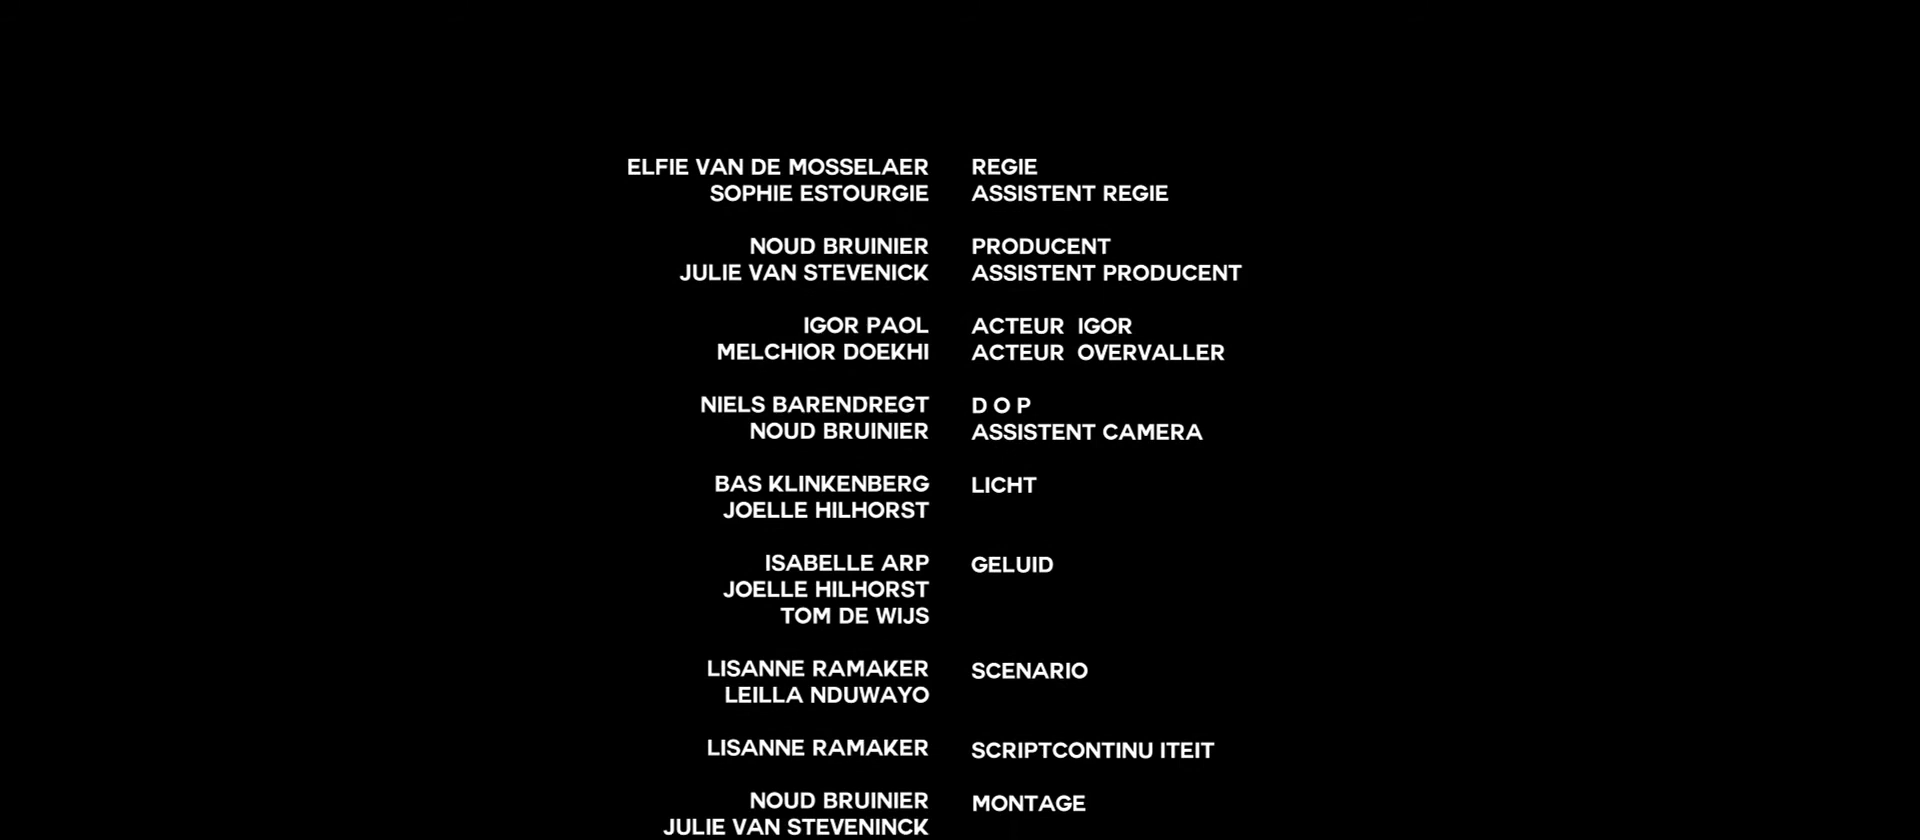 ELFIE VAN DE MOSSELAER REGIE
SOPHIE ESTOURGIE ASSISTENT REGIE
NOUD BRUINIER PRODUCENT
JULIE VAN STEVENICK ASSISTENT PRODUCENT
IGOR PAOL ACTEUR IGOR
MELCHIOR DOEKHI ACTEUR OVERVALLER
NIELS BARENDREGT D O P
NOUD BRUINIER ASSISTENT CAMERA
BAS KLINKENBERG LICHT
JOELLE HILHORST
ISABELLE ARP GELUID
JOELLE HILHORST
TOM DE WIJS
LISANNE RAMAKER SCENARIO
LEILLA NDUWAYO
LISANNE RAMAKER SCRIPTCONTINU ITEIT
NOUD BRUINIER MONTAGE
JULIE VAN STEVENINCK